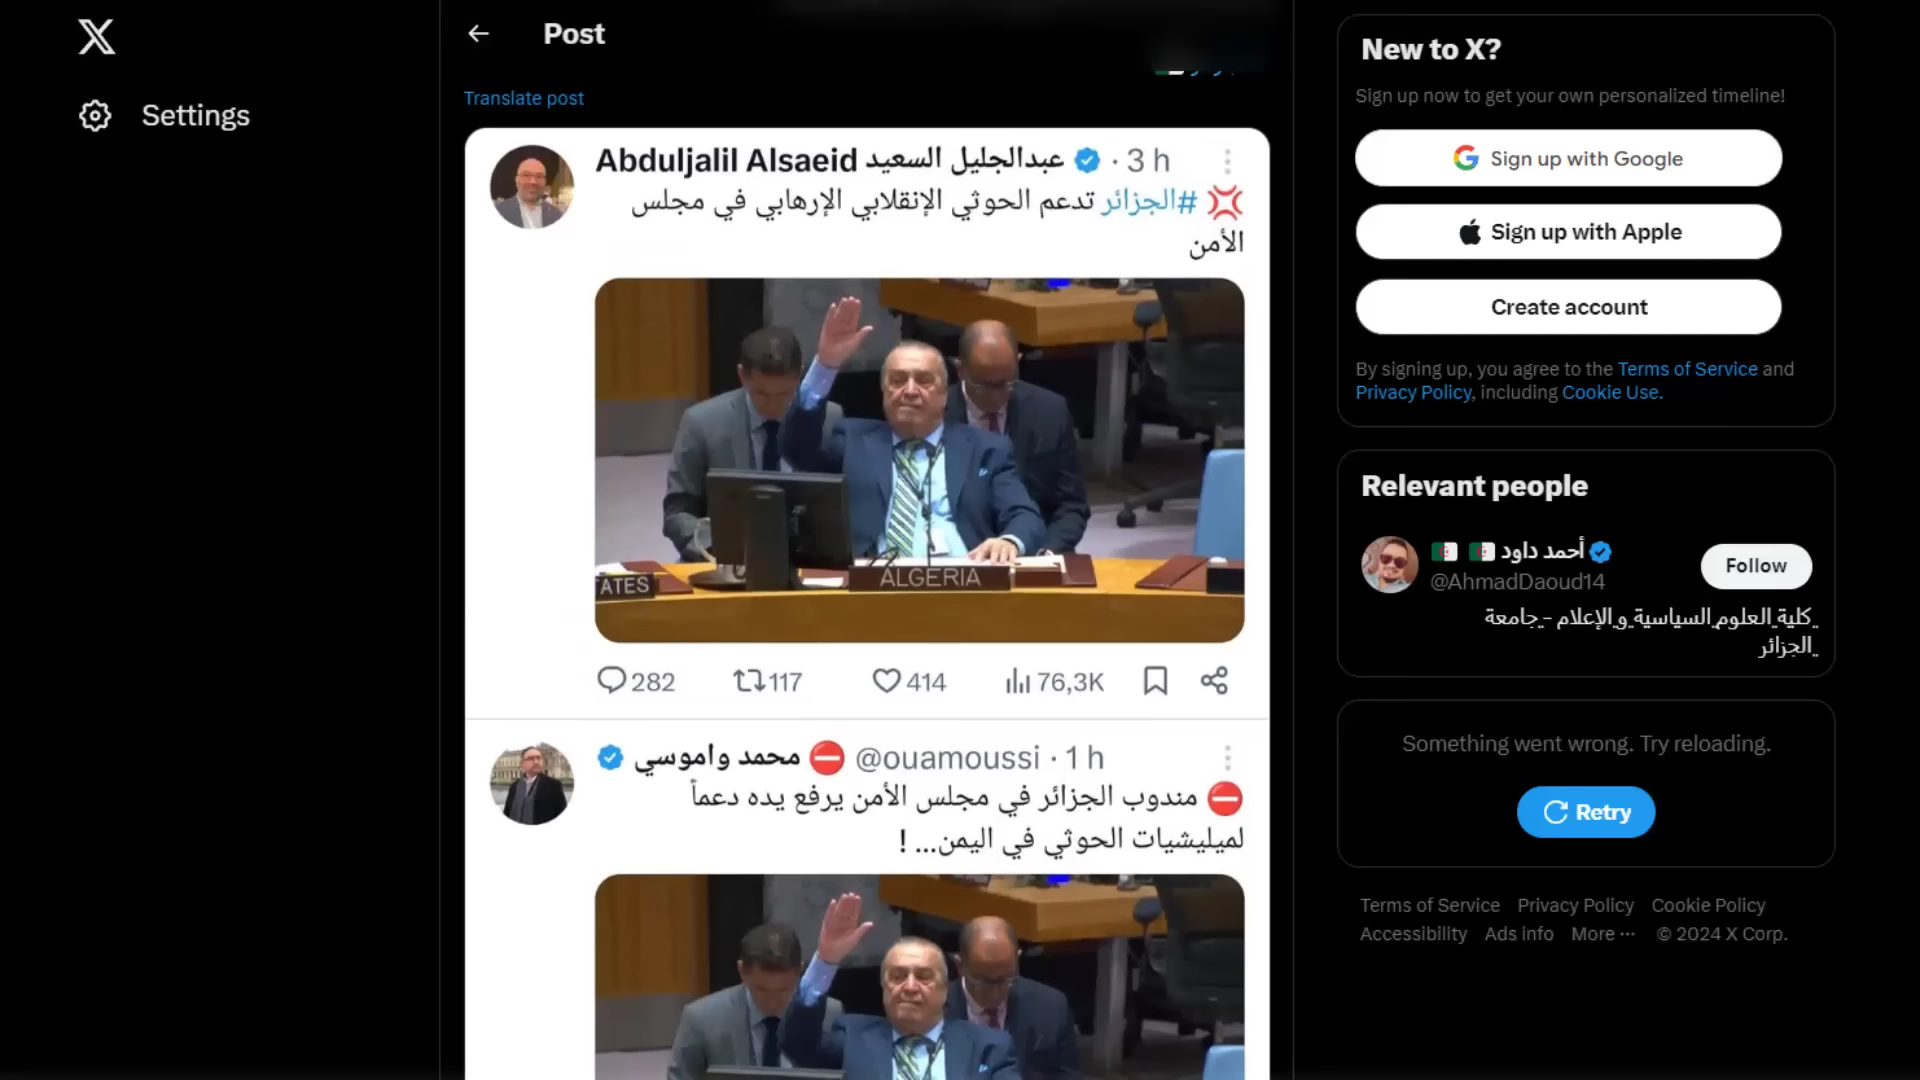 Settings
Post
Translate post
Abduljalil Alsaeid عبدالجليل السعيد · 3 h
#الجزائر تدعم الحوثي الإنقلابي الإرهابي في مجلس
الأمن
ATES
ALGERIA
282 117 414 76,3K
محمد واموسي ⛔ @ouamoussi · 1 h
⛔ مندوب الجزائر في مجلس الأمن يرفع يده دعماً
لميليشيات الحوثي في اليمن... !
New to X?
Sign up now to get your own personalized timeline!
Sign up with Google
Sign up with Apple
Create account
By signing up, you agree to the Terms of Service and
Privacy Policy, including Cookie Use.
Relevant people
أحمد داود 🇩🇿 🇩🇿
@AhmadDaoud14
Follow
كلية_العلوم_السياسية_و_الإعلام – جامعة
_الجزائر
Something went wrong. Try reloading.
Retry
Terms of Service Privacy Policy Cookie Policy
Accessibility Ads info More ··· © 2024 X Corp.